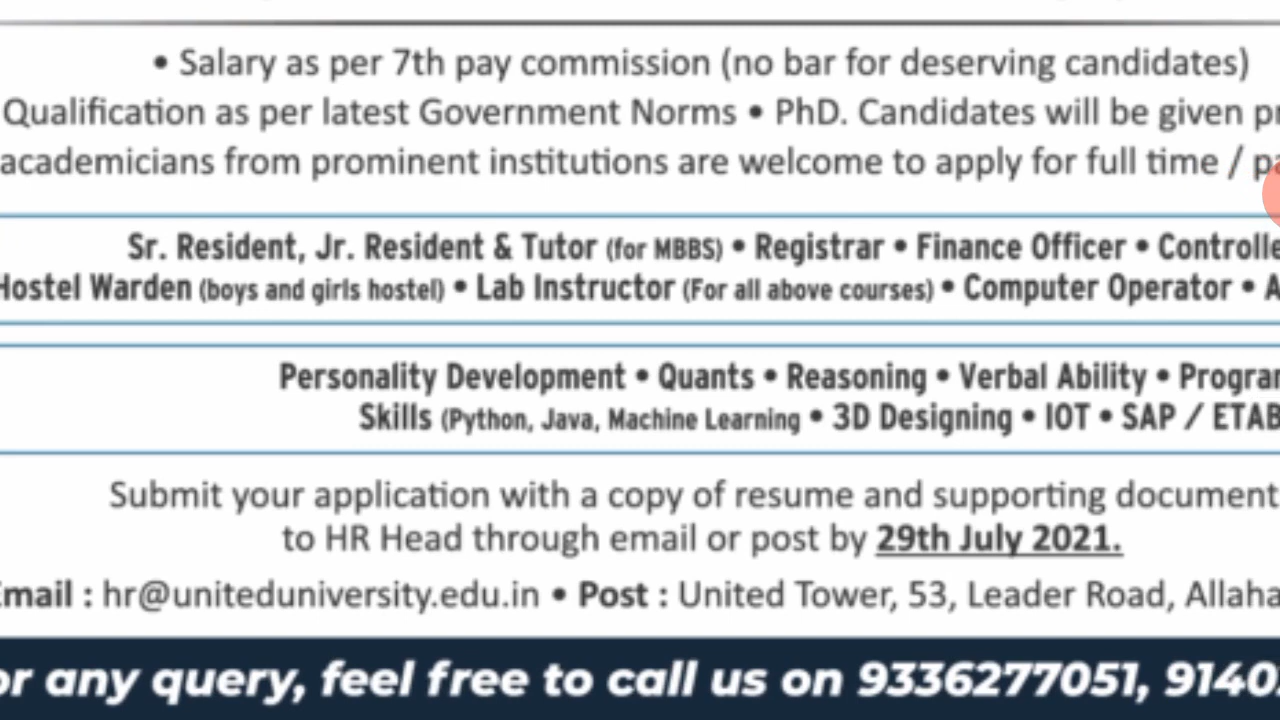 • Salary as per 7th pay commission (no bar for deserving candidates)
Qualification as per latest Government Norms • PhD. Candidates will be given
academicians from prominent institutions are welcome to apply for full time /
Sr. Resident, Jr. Resident & Tutor (for MBBS) • Registrar • Finance Officer •
Hostel Warden (boys and girls hostel) • Lab Instructor (For all above courses) • Computer Operator •
Personality Development • Quants • Reasoning • Verbal Ability •
Skills (Python, Java, Machine Learning • 3D Designing • IOT • SAP / ETAB
Submit your application with a copy of resume and supporting document
to HR Head through email or post by 29th July 2021.
Email : hr@uniteduniversity.edu.in • Post : United Tower, 53, Leader Road,
or any query, feel free to call us on 9336277051,